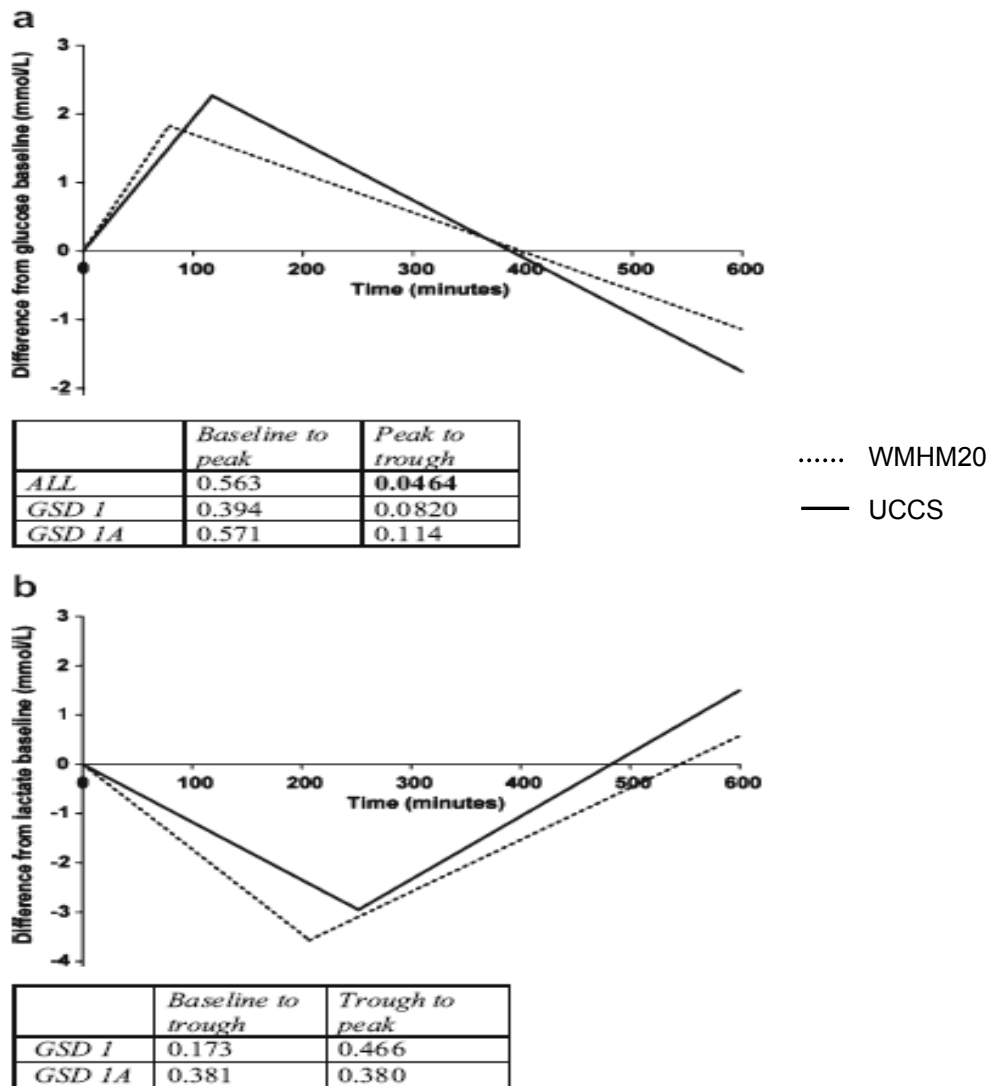 a
Difference from glucose baseline (mmol/L)
3
2
1
0
-1
-2
0 100 200 300 400 500 600
Time (minutes)
Baseline to peak Peak to trough
ALL 0.563 0.0464
GSD 1 0.394 0.0820
GSD 1A 0.571 0.114
WMHM20
UCCS
b
Difference from lactate baseline (mmol/L)
3
2
1
0
-1
-2
-3
-4
0 100 200 300 400 500 600
Time (minutes)
Baseline to trough Trough to peak
GSD 1 0.173 0.466
GSD 1A 0.381 0.380